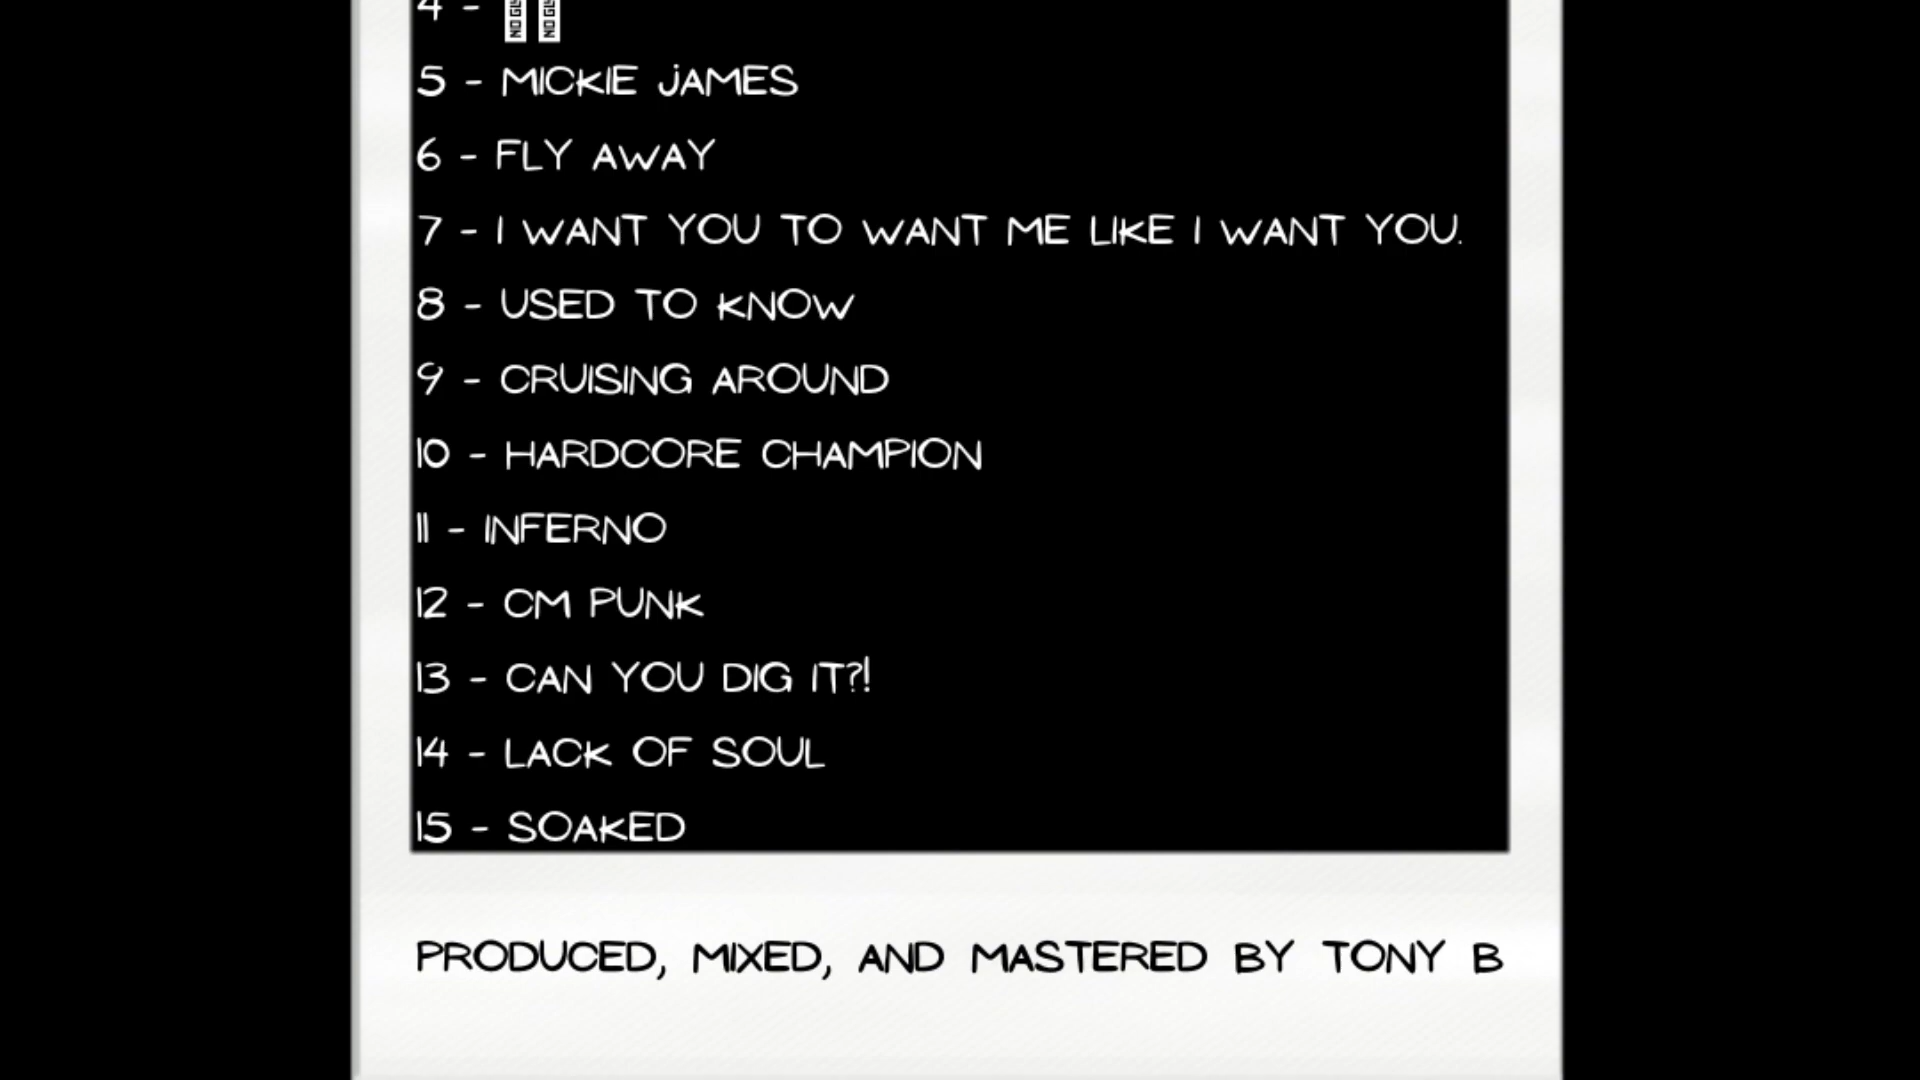 4 -
5 - MICKIE JAMES
6 - FLY AWAY
7 - I WANT YOU TO WANT ME LIKE I WANT YOU.
8 - USED TO KNOW
9 - CRUISING AROUND
10 - HARDCORE CHAMPION
11 - INFERNO
12 - CM PUNK
13 - CAN YOU DIG IT?!
14 - LACK OF SOUL
15 - SOAKED
PRODUCED, MIXED, AND MASTERED BY TONY B